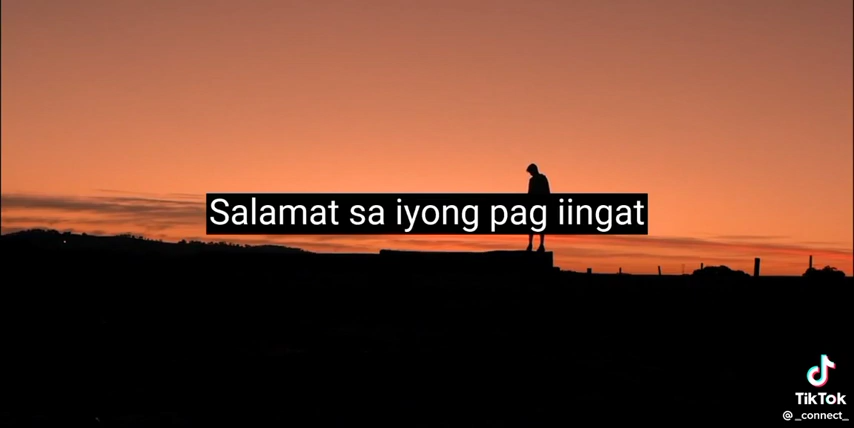 Salamat sa iyong pag iingat
TikTok
@ _connect_